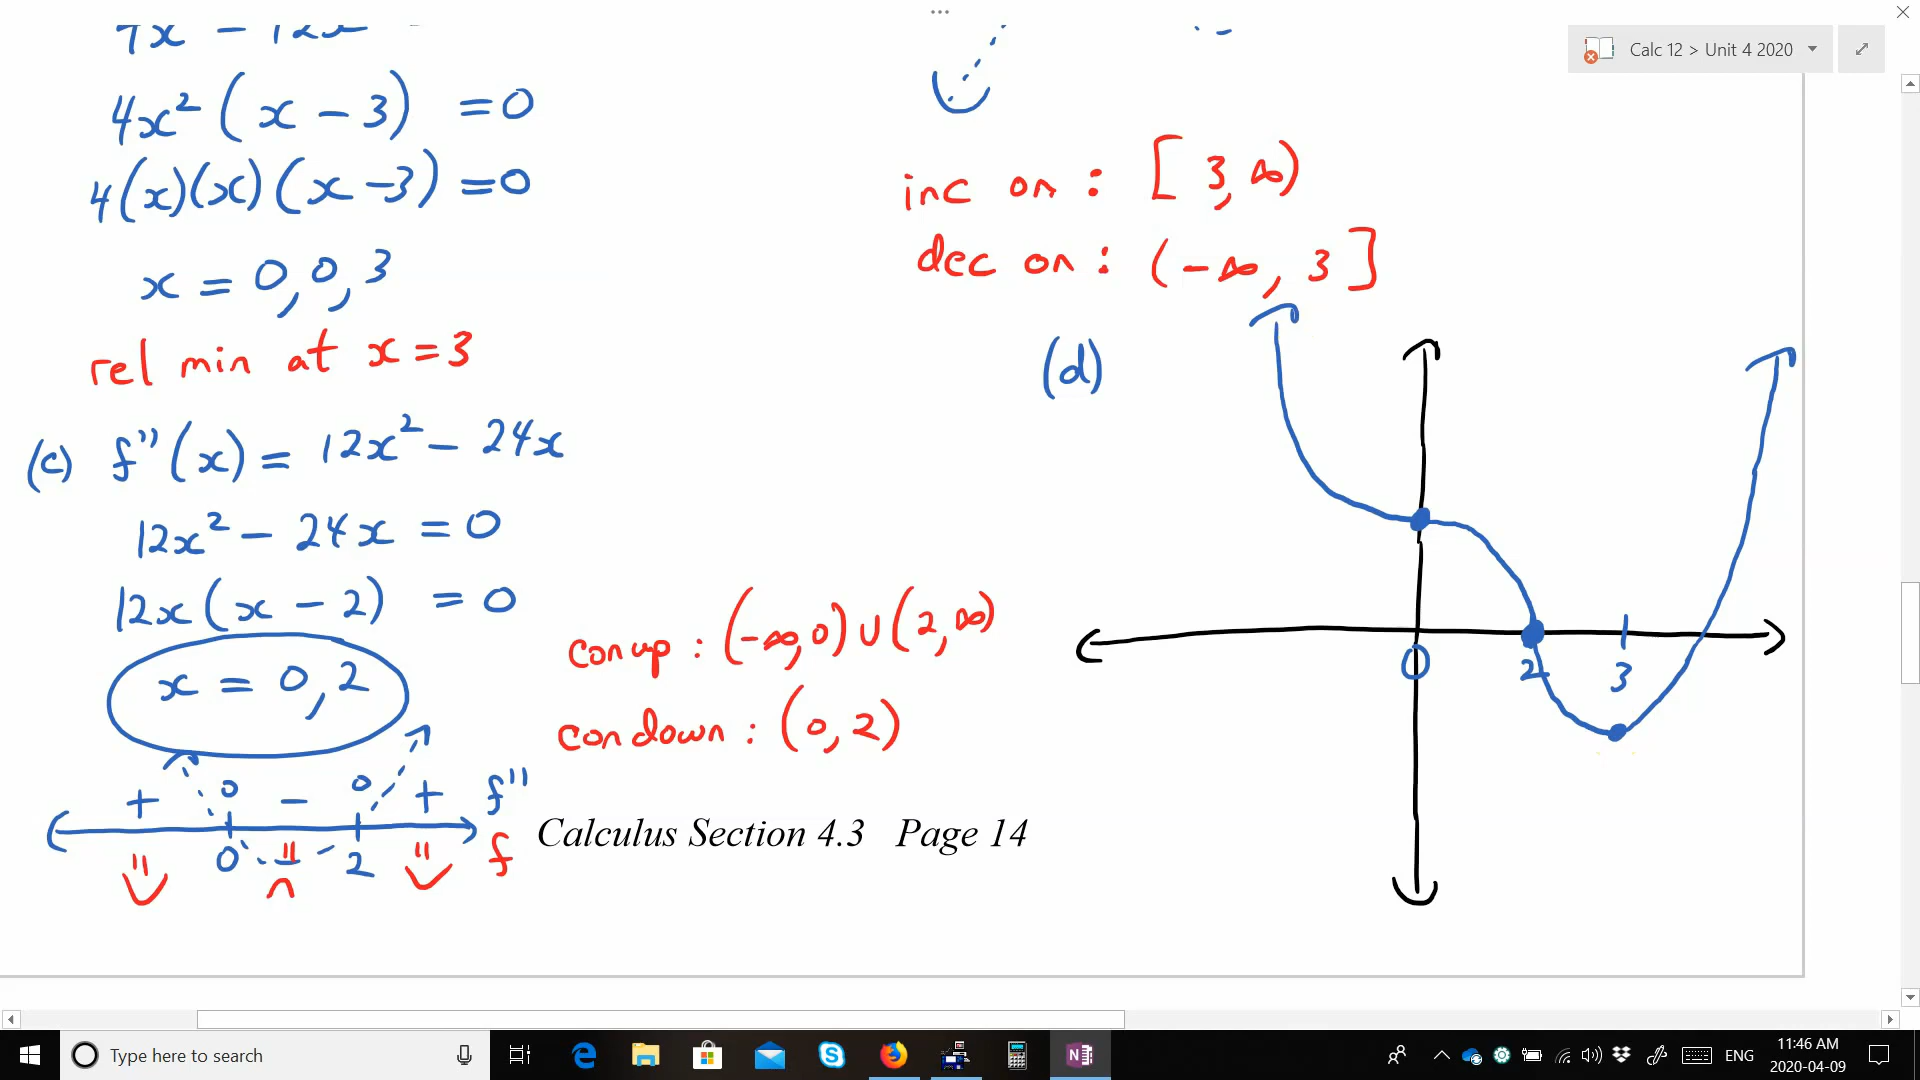 4x² (x - 3) = 0
4(x)(x)(x - 3) = 0
x = 0, 0, 3
rel min at x = 3
(c) f''(x) = 12x² - 24x
12x² - 24x = 0
12x(x - 2) = 0
x = 0, 2
+ 0 - 0 + f''
0 2 f
con up : (-∞, 0) ∪ (2, ∞)
con down : (0, 2)
Calculus Section 4.3 Page 14
Calc 12 > Unit 4 2020
inc on : [3, ∞)
dec on : (-∞, 3]
(d)
0 2 3
Type here to search
ENG
11:46 AM
2020-04-09